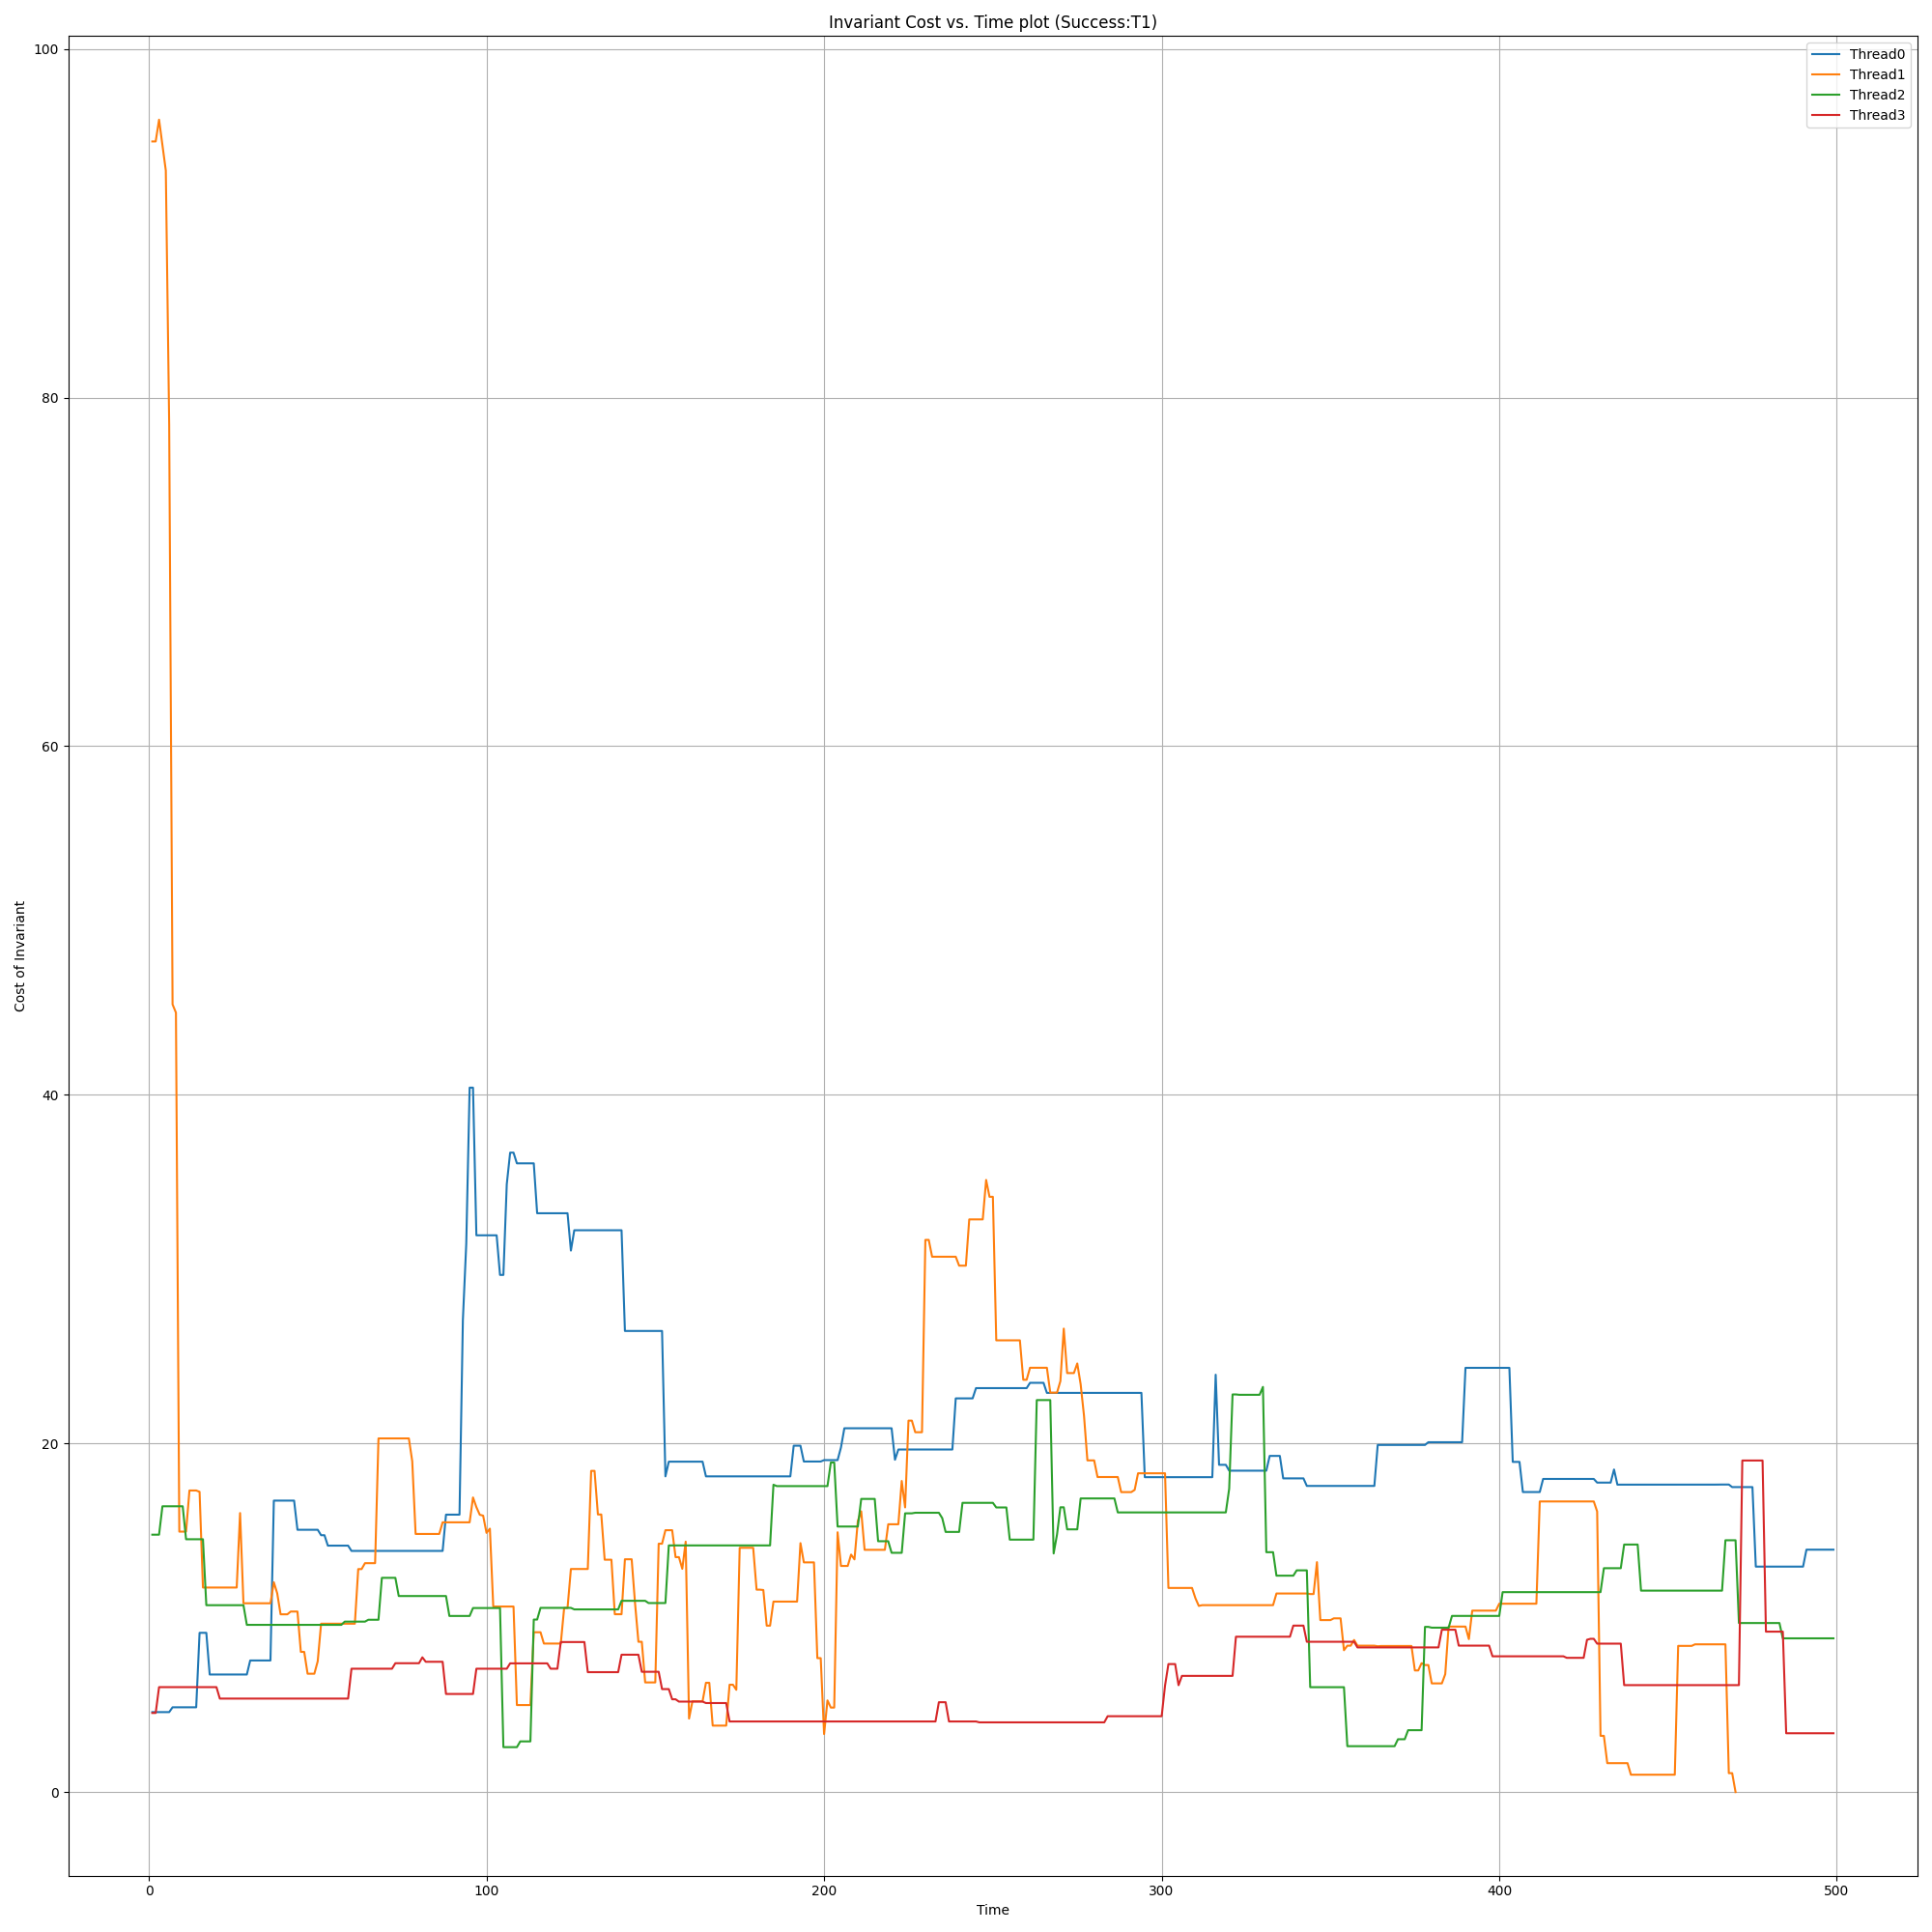 Invariant Cost vs. Time plot (Success:T1)
Thread0
Thread1
Thread2
Thread3
100
80
60
40
20
0
Cost of Invariant
0 100 200 300 400 500
Time